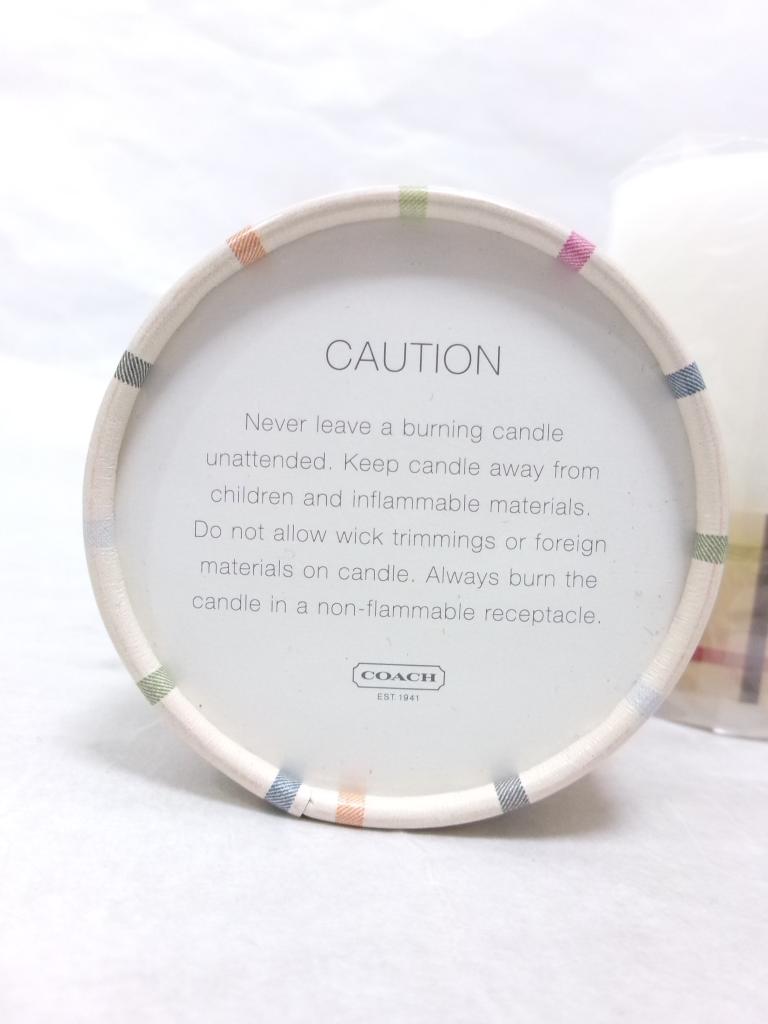 CAUTION
Never leave a burning candle
unattended. Keep candle away from
children and inflammable materials.
Do not allow wick trimmings or foreign
materials on candle. Always burn the
candle in a non-flammable receptacle.
COACH
EST. 1941